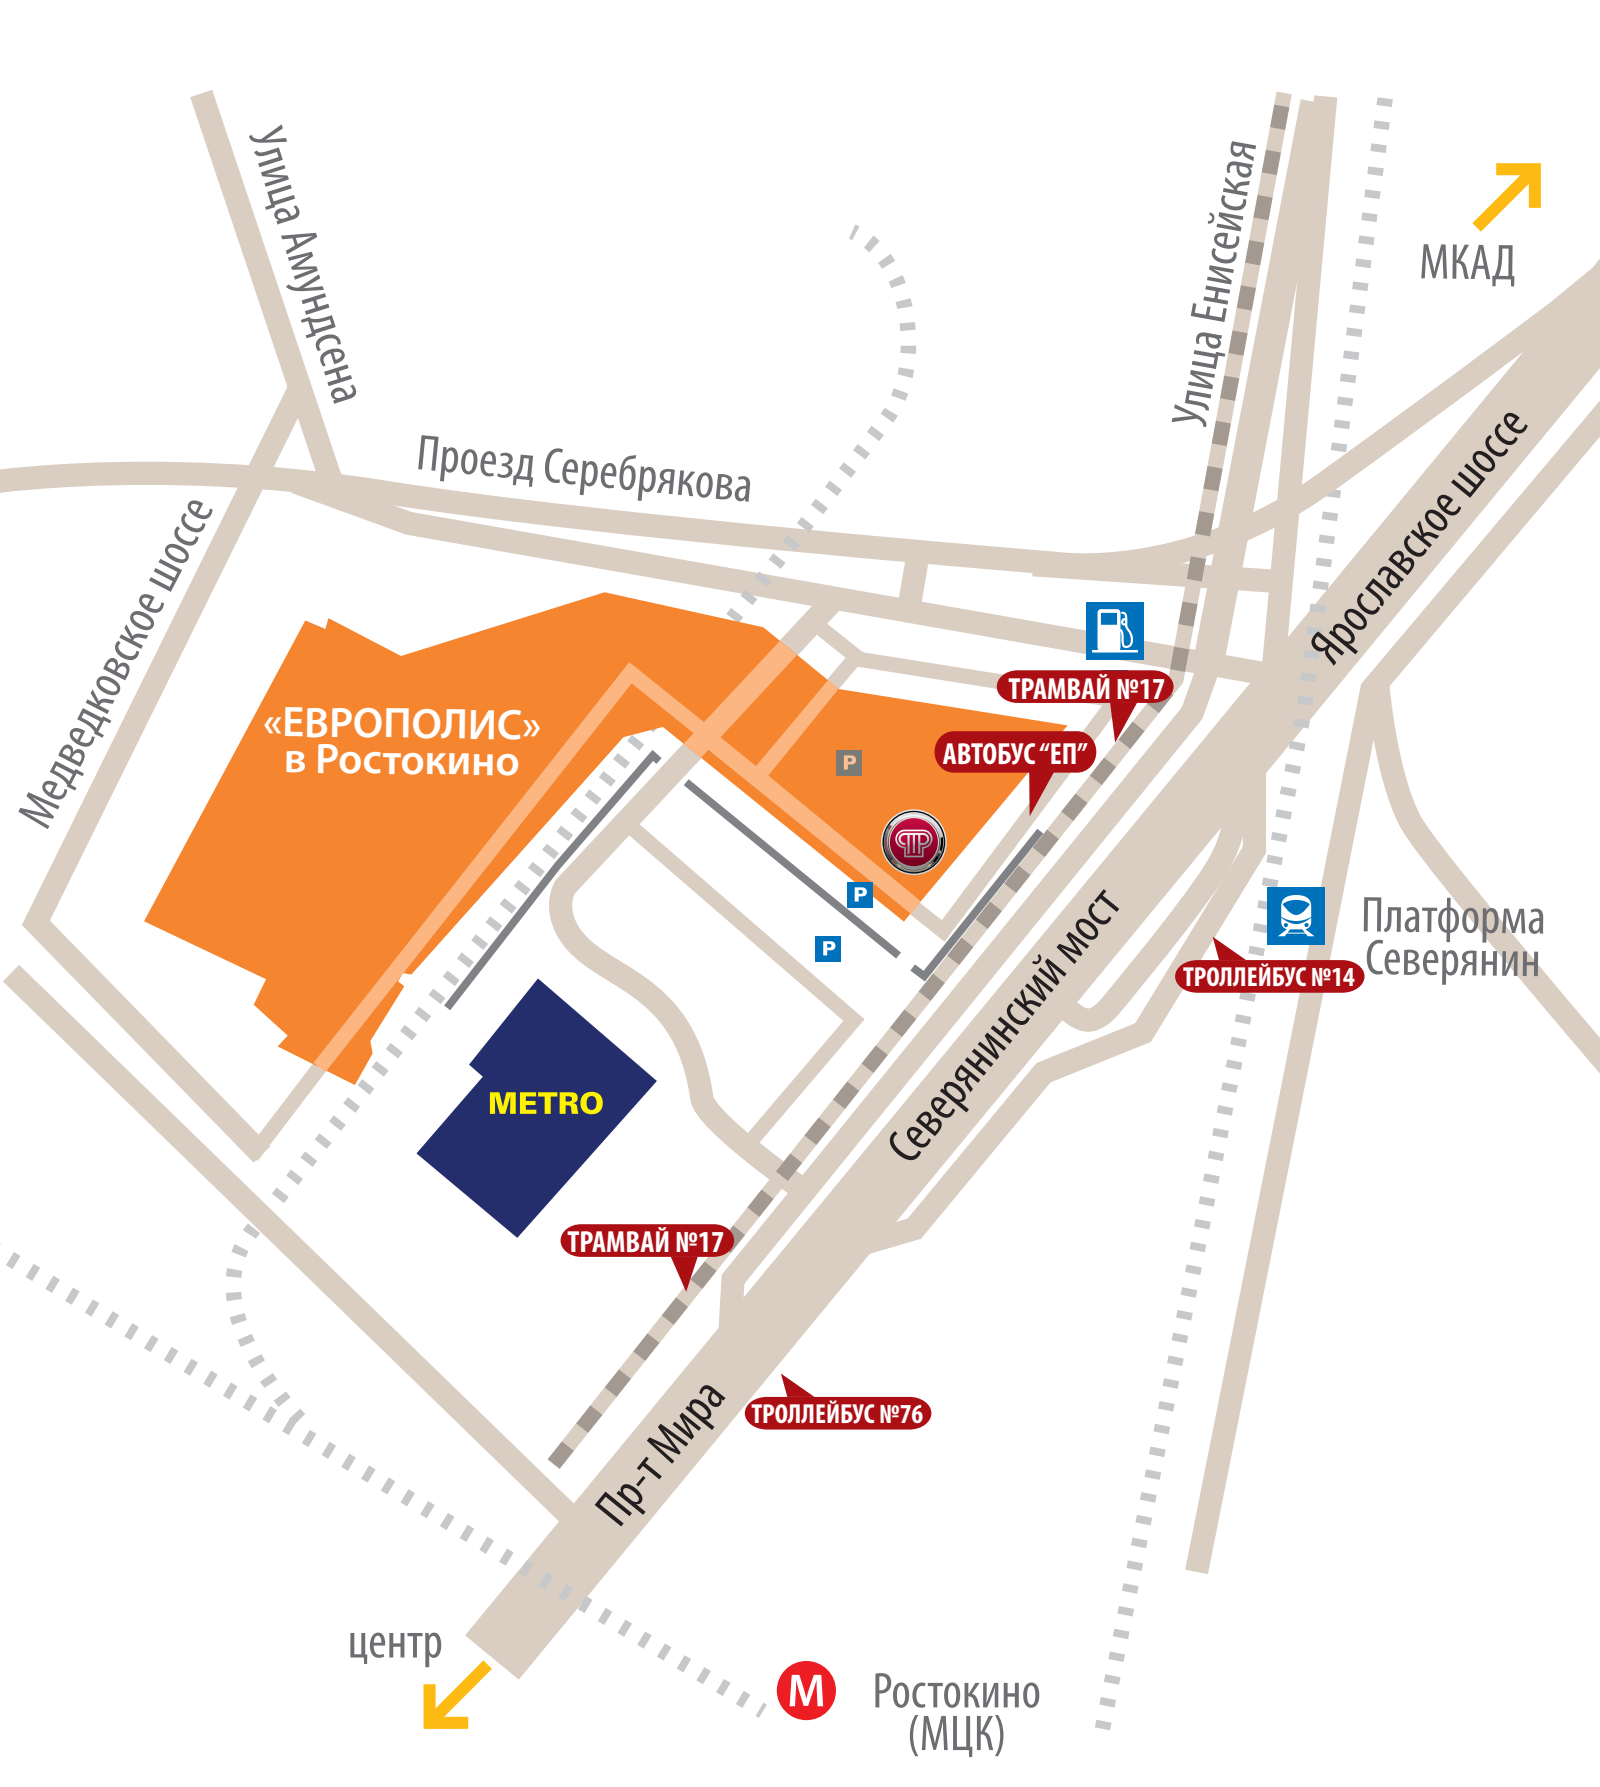 Улица Амундсена
Улица Енисейская
МКАД
Проезд Серебрякова
Ярославское шоссе
Медведковское шоссе
ТРАМВАЙ №17
«ЕВРОПОЛИС»
в Ростокино
АВТОБУС “ЕП”
P
P
P
Платформа
Северянин
ТРОЛЛЕЙБУС №14
Северянинский мост
METRO
ТРАМВАЙ №17
ТРОЛЛЕЙБУС №76
Пр-т Мира
центр
М
Ростокино
(МЦК)